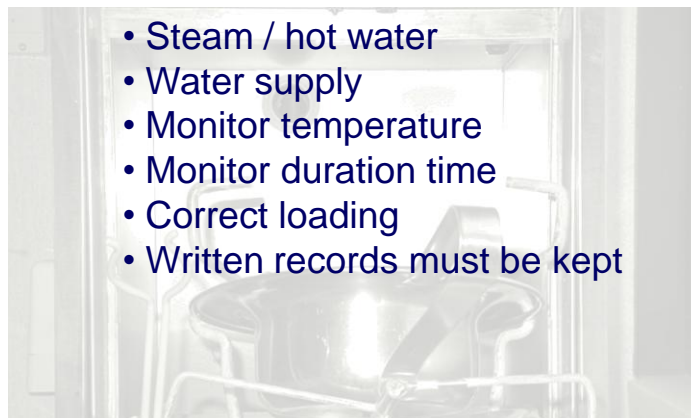 • Steam / hot water
• Water supply
• Monitor temperature
• Monitor duration time
• Correct loading
• Written records must be kept